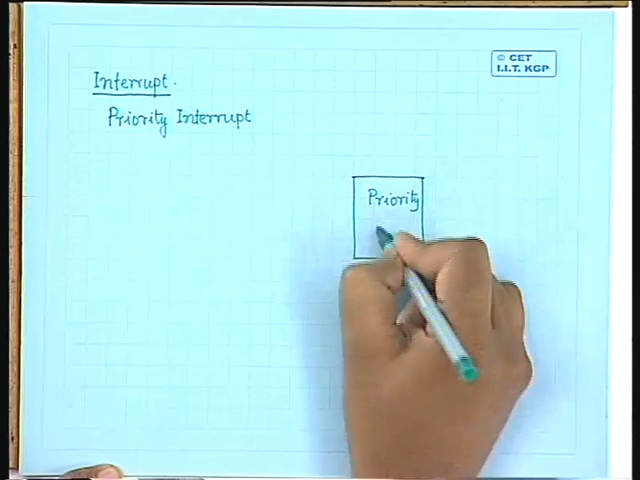 © CET
I.I.T. KGP
Interrupt.
Priority Interrupt
Priority